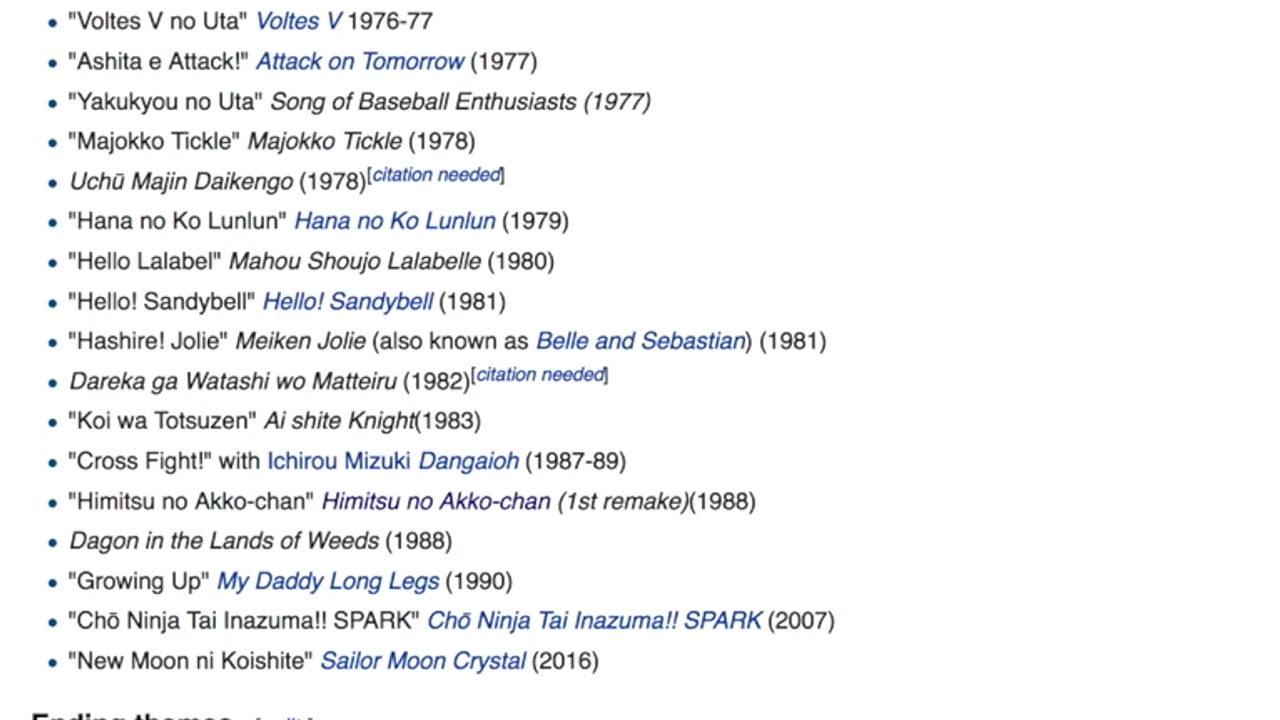 "Voltes V no Uta" Voltes V 1976-77
"Ashita e Attack!" Attack on Tomorrow (1977)
"Yakukyou no Uta" Song of Baseball Enthusiasts (1977)
"Majokko Tickle" Majokko Tickle (1978)
Uchū Majin Daikengo (1978)[citation needed]
"Hana no Ko Lunlun" Hana no Ko Lunlun (1979)
"Hello Lalabel" Mahou Shoujo Lalabelle (1980)
"Hello! Sandybell" Hello! Sandybell (1981)
"Hashire! Jolie" Meiken Jolie (also known as Belle and Sebastian) (1981)
Dareka ga Watashi wo Matteiru (1982)[citation needed]
"Koi wa Totsuzen" Ai shite Knight(1983)
"Cross Fight!" with Ichirou Mizuki Dangaioh (1987-89)
"Himitsu no Akko-chan" Himitsu no Akko-chan (1st remake)(1988)
Dagon in the Lands of Weeds (1988)
"Growing Up" My Daddy Long Legs (1990)
"Chō Ninja Tai Inazuma!! SPARK" Chō Ninja Tai Inazuma!! SPARK (2007)
"New Moon ni Koishite" Sailor Moon Crystal (2016)
Ending themes